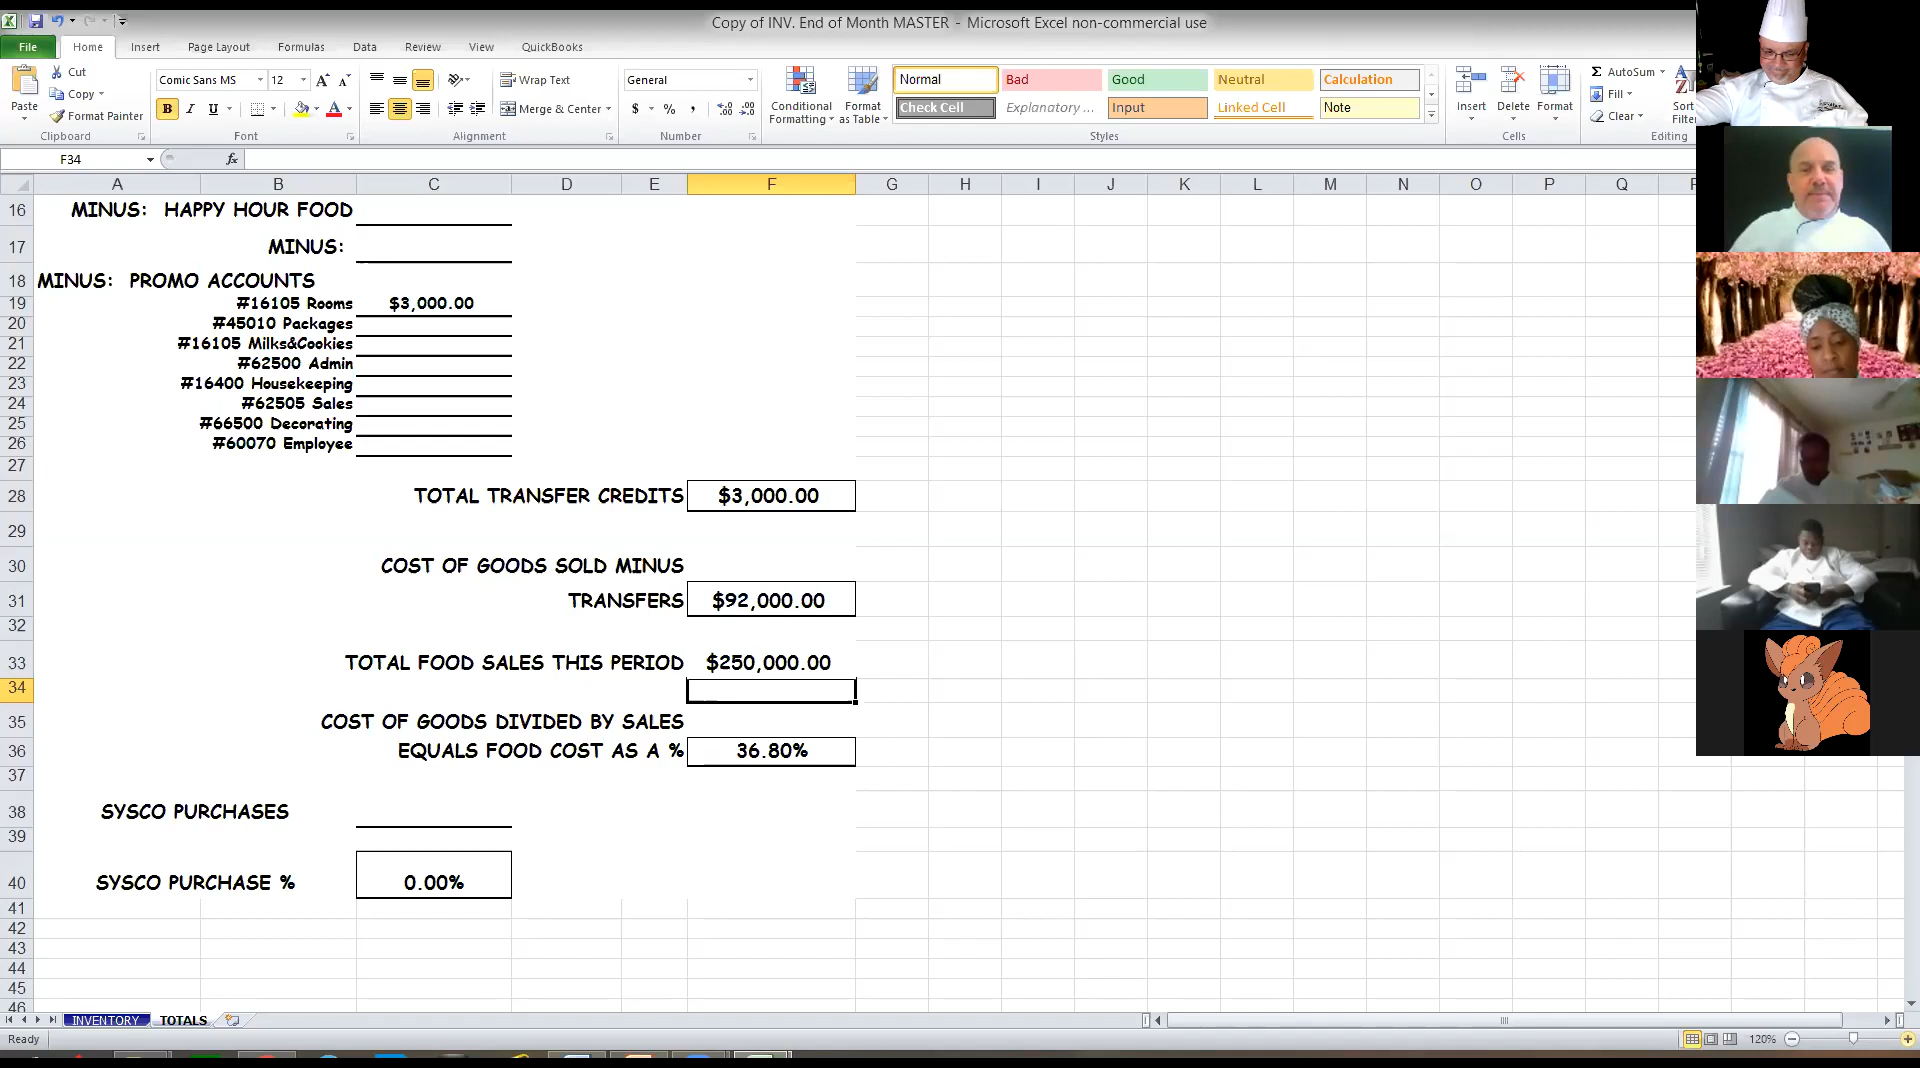 Copy of INV. End of Month MASTER - Microsoft Excel non-commercial use
File Home Insert Page Layout Formulas Data Review View QuickBooks
Paste Cut Copy Format Painter Clipboard
Comic Sans MS 12 B I U Font
Wrap Text Merge & Center Alignment
General $ % , Number
Conditional Formatting Format as Table
Normal Bad Good Neutral Calculation
Check Cell Explanatory ... Input Linked Cell Note
Styles
Insert Delete Format Cells
Σ AutoSum Fill Clear Sort Filter Editing
F34 fx
A B C D E F G H I J K L M N O P Q
16 MINUS: HAPPY HOUR FOOD
17 MINUS:
18 MINUS: PROMO ACCOUNTS
19 #16105 Rooms $3,000.00
20 #45010 Packages
21 #16105 Milks&Cookies
22 #62500 Admin
23 #16400 Housekeeping
24 #62505 Sales
25 #66500 Decorating
26 #60070 Employee
27
28 TOTAL TRANSFER CREDITS $3,000.00
29
30 COST OF GOODS SOLD MINUS
31 TRANSFERS $92,000.00
32
33 TOTAL FOOD SALES THIS PERIOD $250,000.00
34
35 COST OF GOODS DIVIDED BY SALES
36 EQUALS FOOD COST AS A % 36.80%
37
38 SYSCO PURCHASES
39
40 SYSCO PURCHASE % 0.00%
41
42
43
44
45
46
INVENTORY TOTALS
Ready 120%